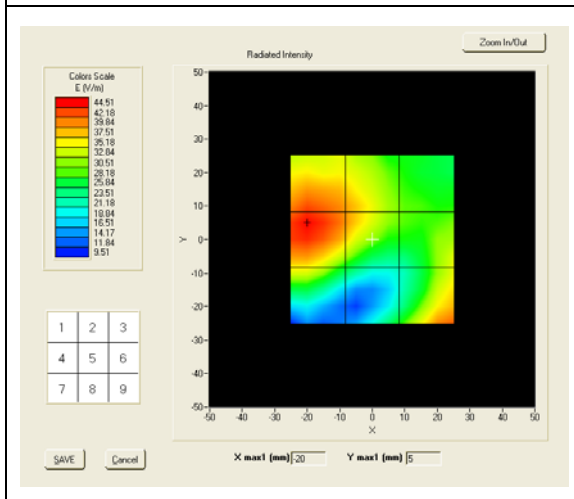 Zoom In/Out
Radiated Intensity
Colors Scale
E (V/m)
44.51
42.18
39.84
37.51
35.18
32.84
30.51
28.18
25.84
23.51
21.18
18.84
16.51
14.17
11.84
9.51
50
40
30
20
10
0
-10
-20
-30
-40
-50
Y
-50 -40 -30 -20 -10 0 10 20 30 40 50
X
1 2 3
4 5 6
7 8 9
SAVE Cancel
X max1 (mm) -20 Y max1 (mm) 5